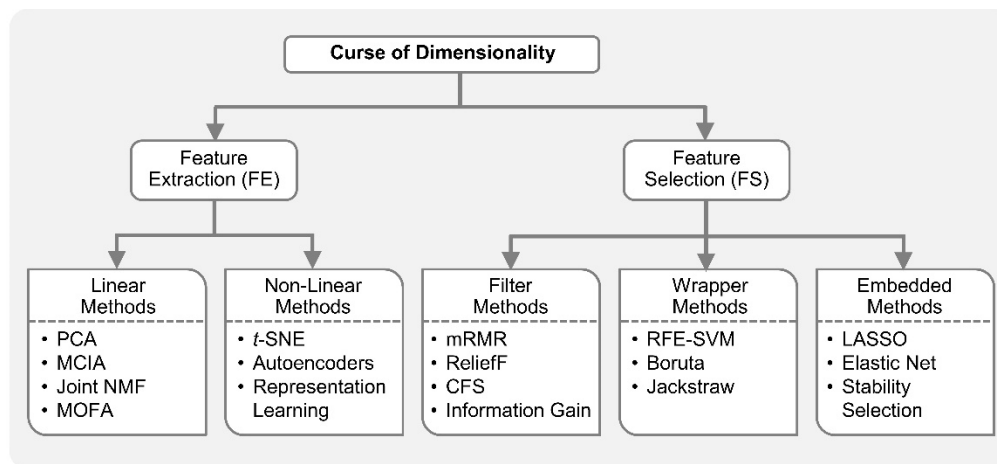 Curse of Dimensionality
Feature
Extraction (FE)
Feature
Selection (FS)
Linear
Methods
• PCA
• MCIA
• Joint NMF
• MOFA
Non-Linear
Methods
• t-SNE
• Autoencoders
• Representation
Learning
Filter
Methods
• mRMR
• ReliefF
• CFS
• Information Gain
Wrapper
Methods
• RFE-SVM
• Boruta
• Jackstraw
Embedded
Methods
• LASSO
• Elastic Net
• Stability
Selection